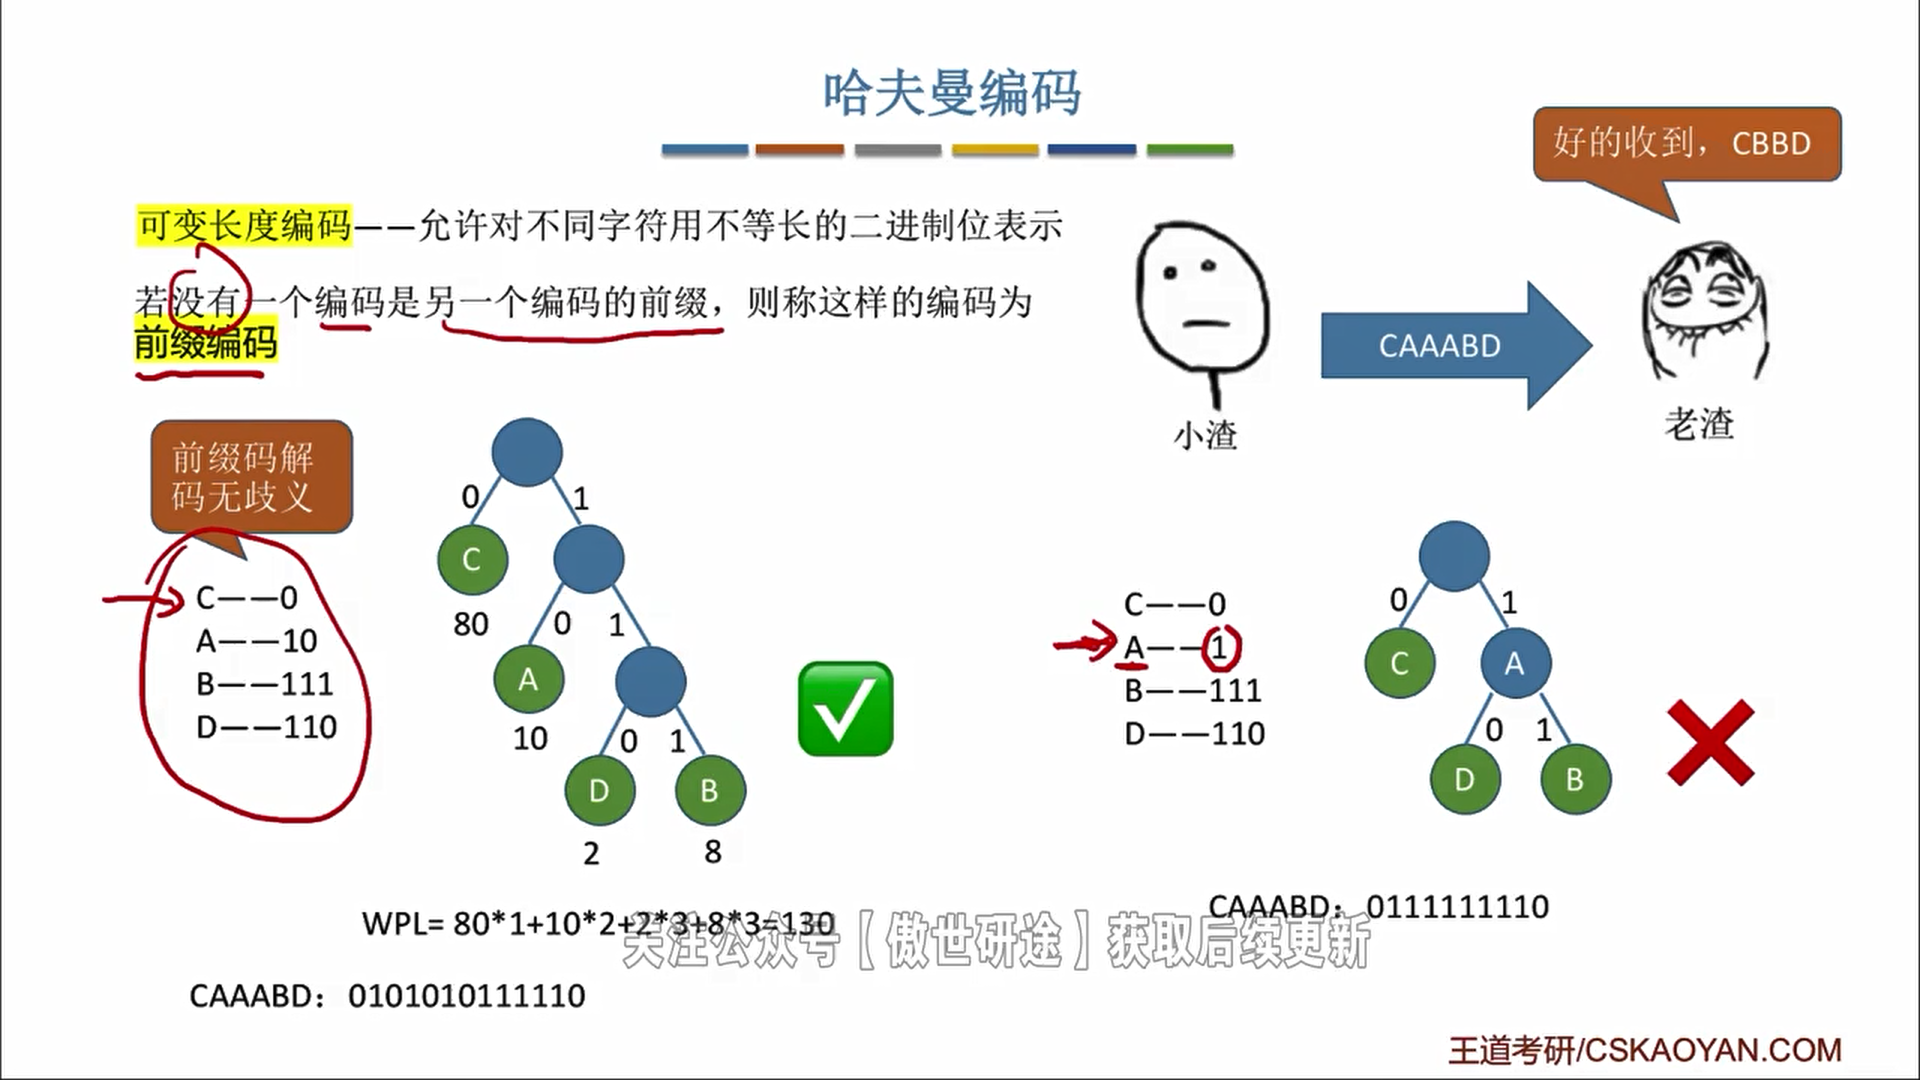 哈夫曼编码
好的收到，CBBD
可变长度编码——允许对不同字符用不等长的二进制位表示
若没有一个编码是另一个编码的前缀，则称这样的编码为
前缀编码
CAAABD
小渣
老渣
前缀码解
码无歧义
C——0
A——10
B——111
D——110
0
1
C
80
0
1
A
10
0
1
D
B
2
8
C——0
A——1
B——111
D——110
0
1
C
A
0
1
D
B
WPL= 80*1+10*2+2*3+8*3=130
CAAABD：0111111110
关注公众号【傲世研途】获取后续更新
CAAABD：0101010111110
王道考研/CSKAOYAN.COM